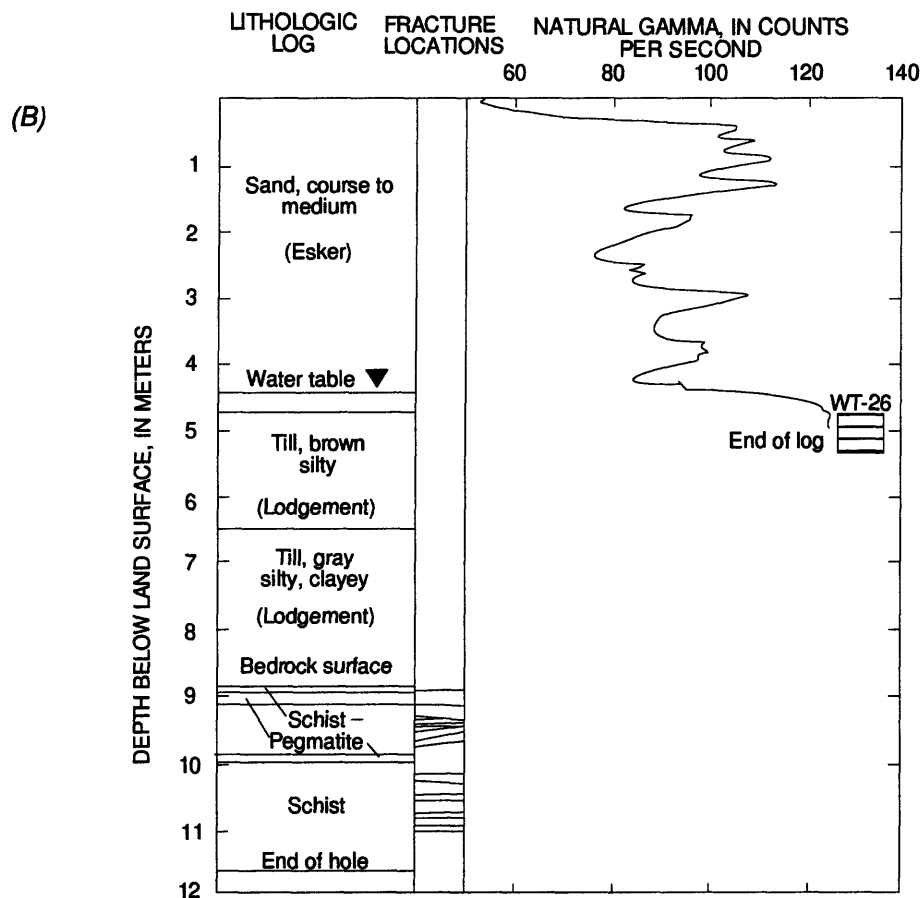 LITHOLOGIC
LOG
FRACTURE
LOCATIONS
NATURAL GAMMA, IN COUNTS
PER SECOND
60 80 100 120 140
(B)
DEPTH BELOW LAND SURFACE, IN METERS
1
2
3
4
5
6
7
8
9
10
11
12
Sand, course to
medium
(Esker)
Water table
Till, brown
silty
(Lodgement)
Till, gray
silty, clayey
(Lodgement)
Bedrock surface
Schist –
Pegmatite
Schist
End of hole
WT-26
End of log